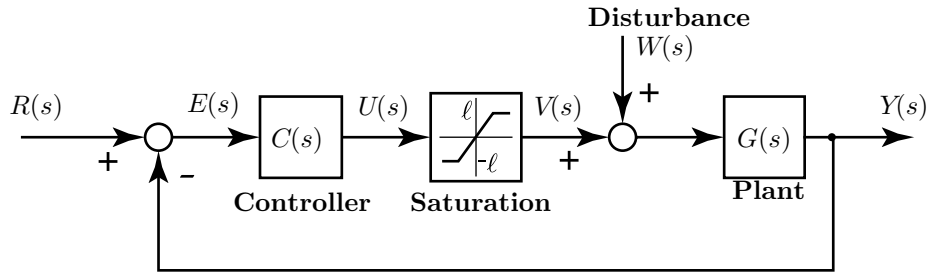 Disturbance
W(s)
+
R(s)
E(s)
U(s)
V(s)
Y(s)
ℓ
-ℓ
C(s)
G(s)
+
+
-
Controller
Saturation
Plant